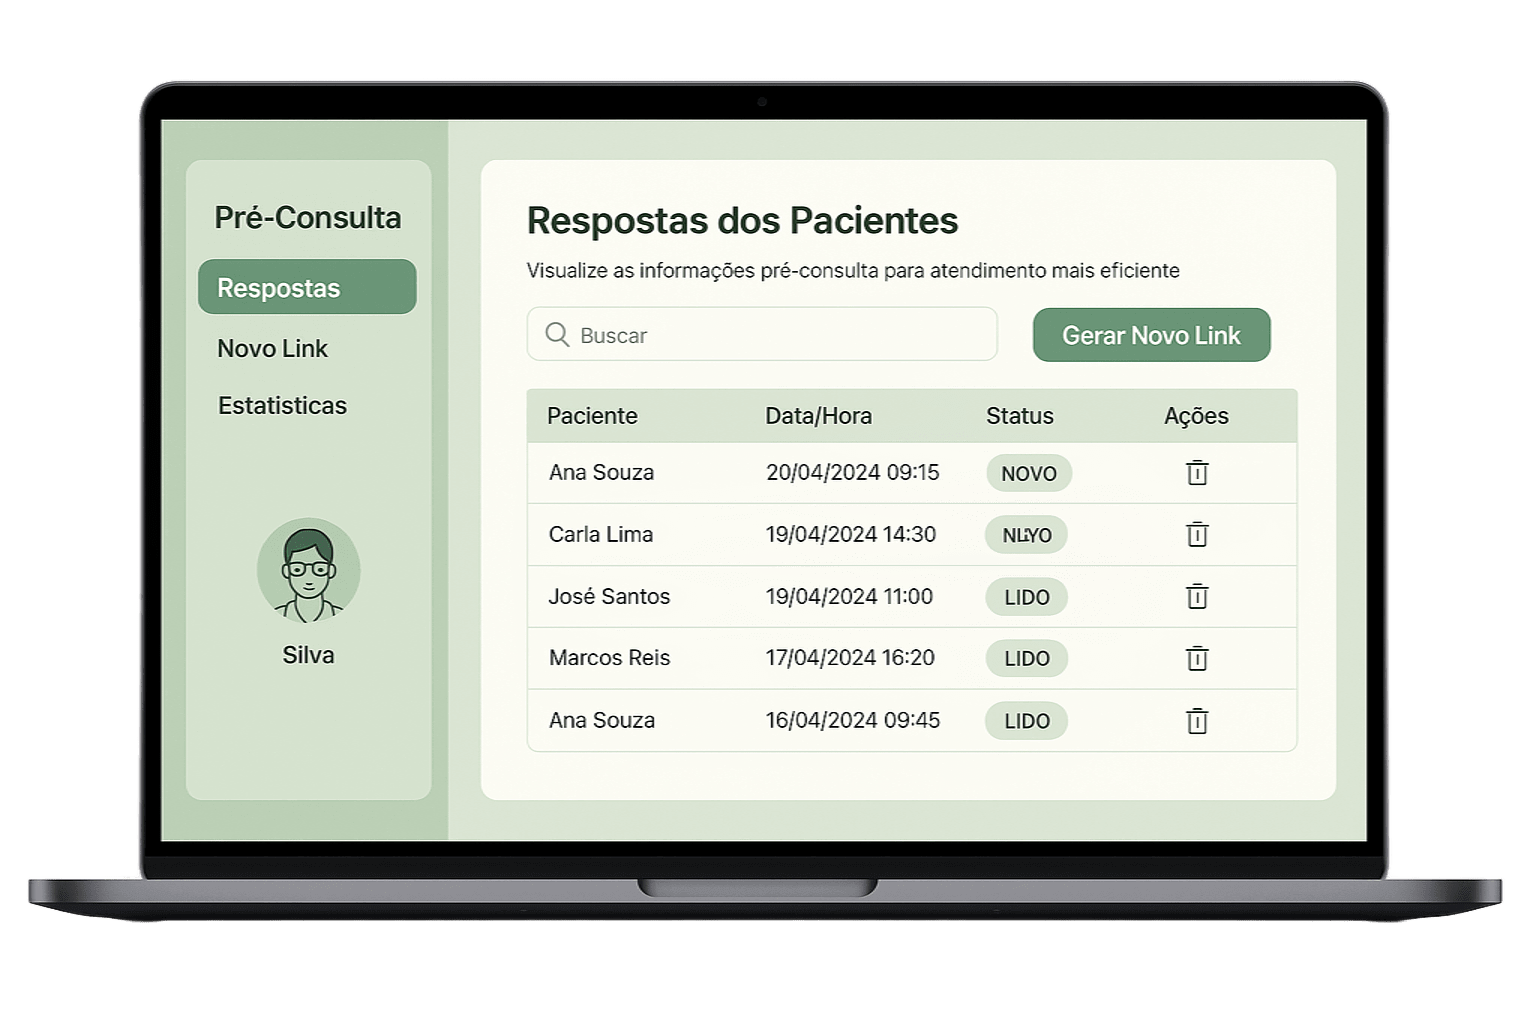 Pré-Consulta
Respostas
Novo Link
Estatisticas
Silva
Respostas dos Pacientes
Visualize as informações pré-consulta para atendimento mais eficiente
Buscar
Gerar Novo Link
Paciente Data/Hora Status Ações
Ana Souza 20/04/2024 09:15 NOVO
Carla Lima 19/04/2024 14:30
José Santos 19/04/2024 11:00 LIDO
Marcos Reis 17/04/2024 16:20 LIDO
Ana Souza 16/04/2024 09:45 LIDO